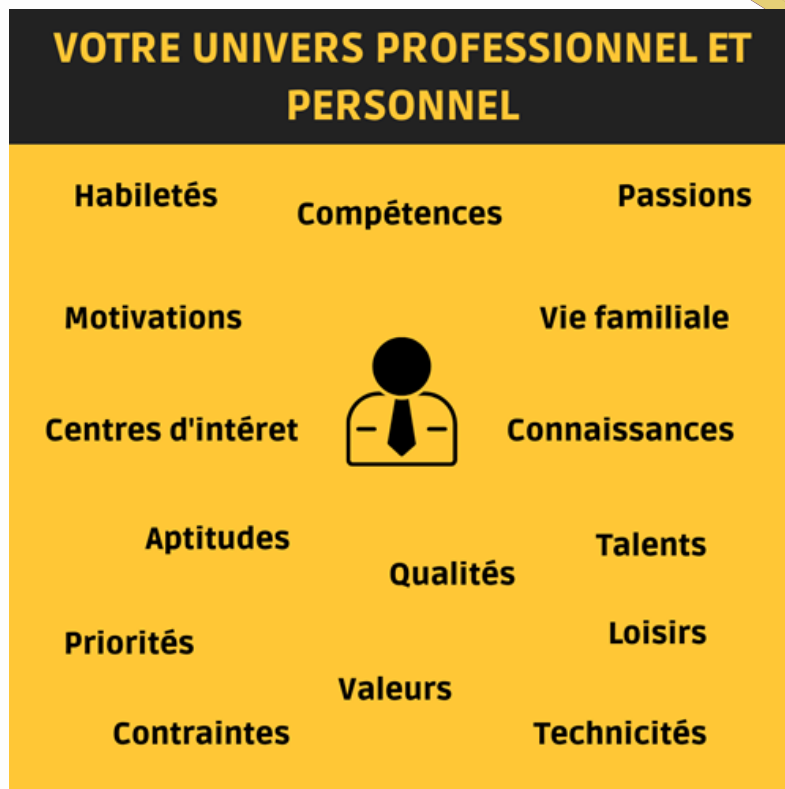 VOTRE UNIVERS PROFESSIONNEL ET
PERSONNEL
Habiletés
Compétences
Passions
Motivations
Vie familiale
Centres d'intéret
Connaissances
Aptitudes
Talents
Qualités
Priorités
Loisirs
Valeurs
Contraintes
Technicités